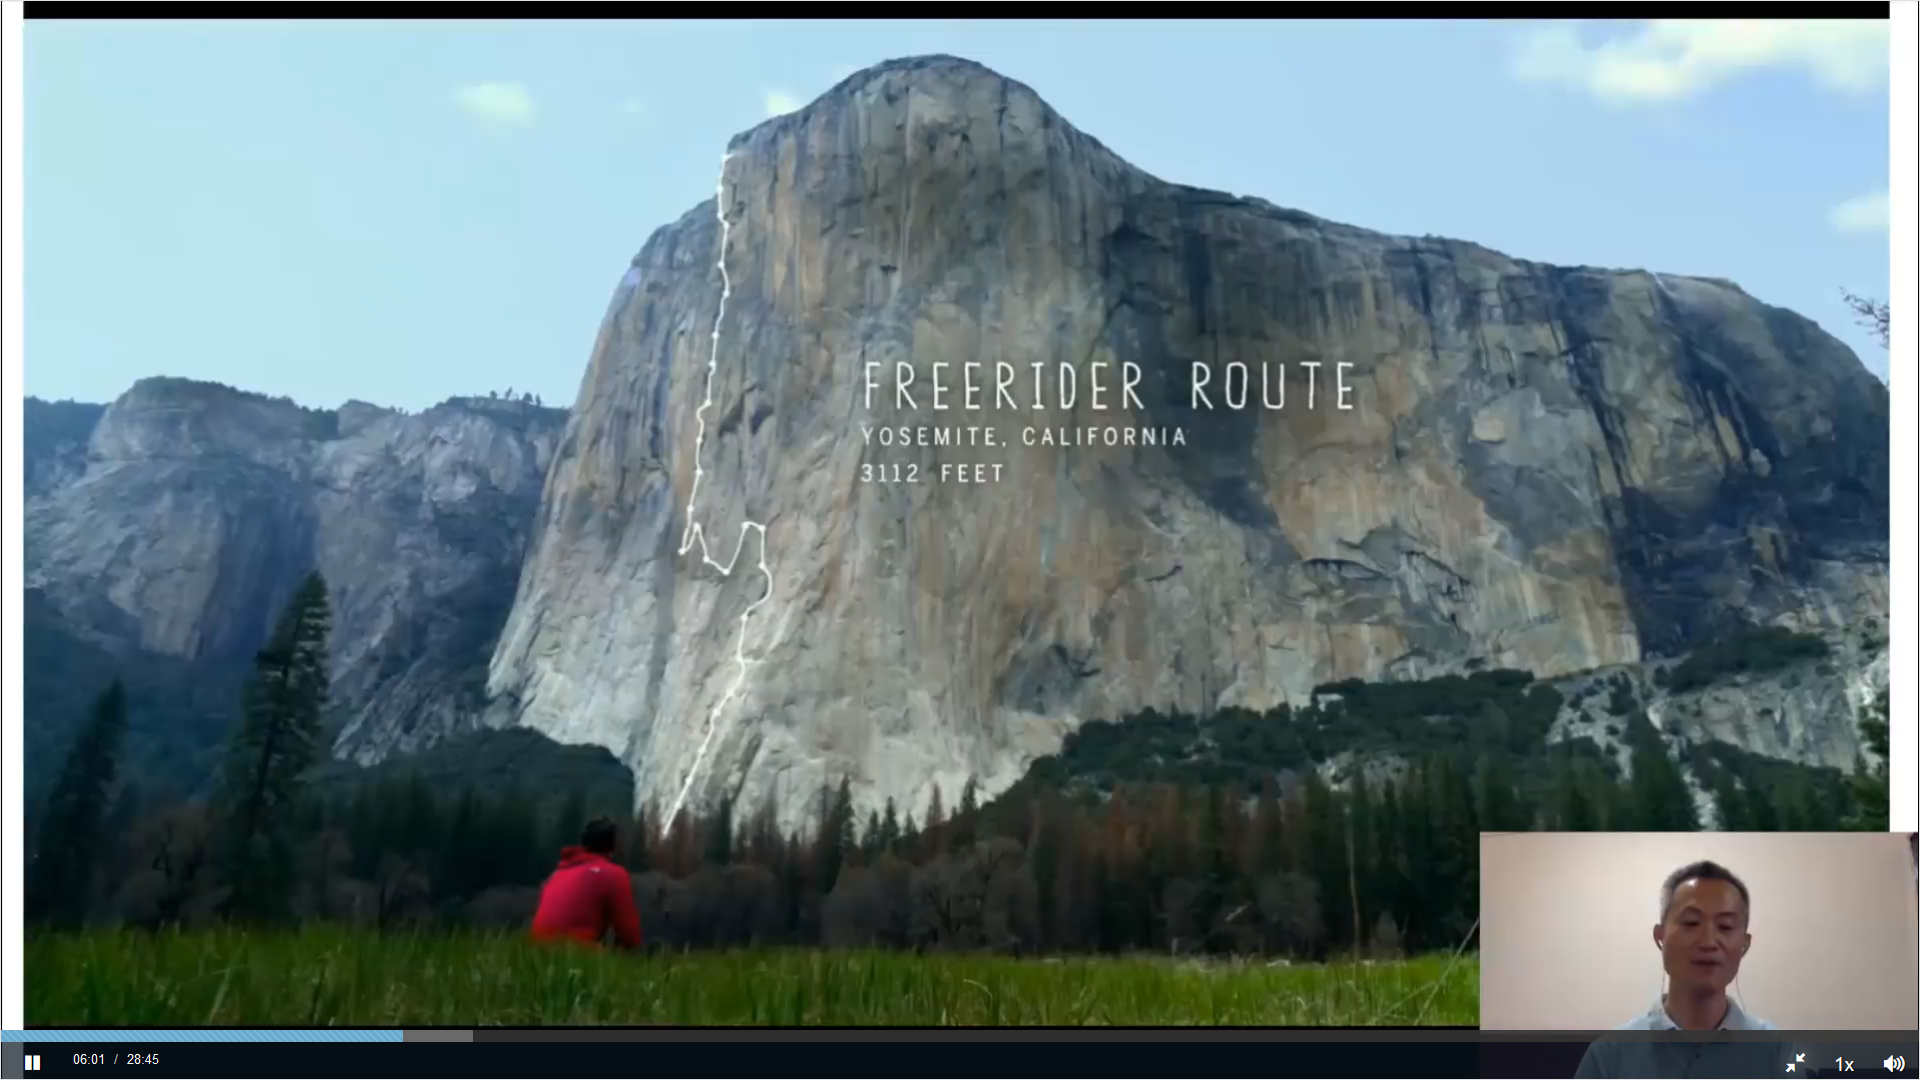 FREERIDER ROUTE
YOSEMITE, CALIFORNIA
3112 FEET
06:01 / 28:45
1x